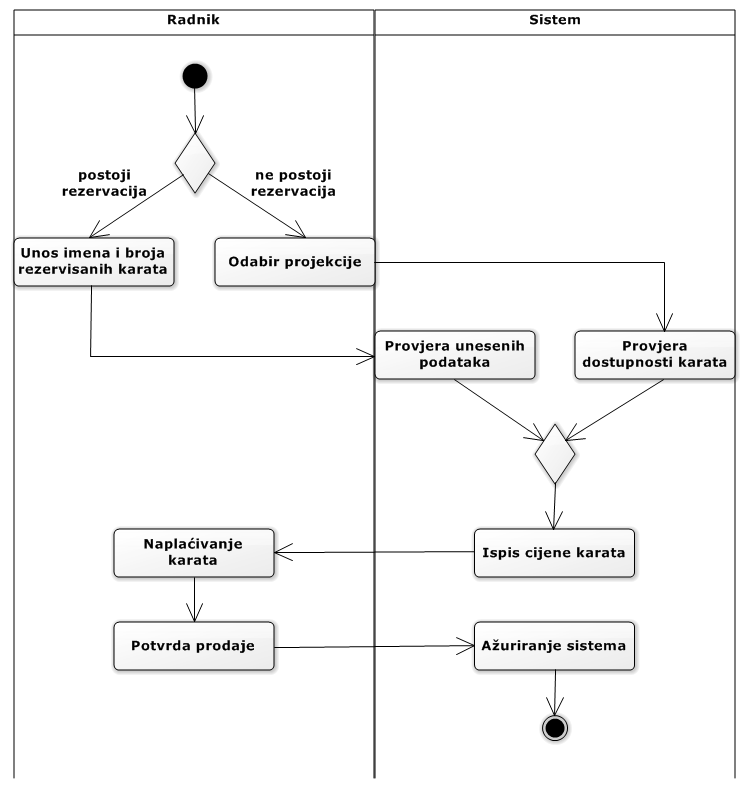 Radnik
Sistem
postoji
rezervacija
ne postoji
rezervacija
Unos imena i broja
rezervisanih karata
Odabir projekcije
Provjera unesenih
podataka
Provjera
dostupnosti karata
Naplaćivanje
karata
Ispis cijene karata
Potvrda prodaje
Ažuriranje sistema